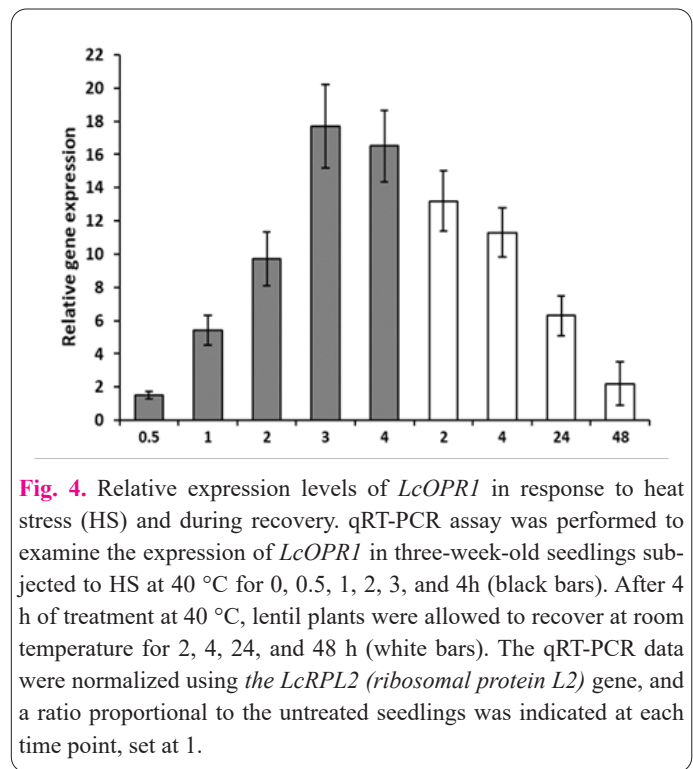 22
20
18
16
14
12
10
8
6
4
2
0
Relative gene expression
0.5 1 2 3 4 2 4 24 48
Fig. 4. Relative expression levels of LcOPR1 in response to heat
stress (HS) and during recovery. qRT-PCR assay was performed to
examine the expression of LcOPR1 in three-week-old seedlings sub-
jected to HS at 40 °C for 0, 0.5, 1, 2, 3, and 4h (black bars). After 4
h of treatment at 40 °C, lentil plants were allowed to recover at room
temperature for 2, 4, 24, and 48 h (white bars). The qRT-PCR data
were normalized using the LcRPL2 (ribosomal protein L2) gene, and
a ratio proportional to the untreated seedlings was indicated at each
time point, set at 1.